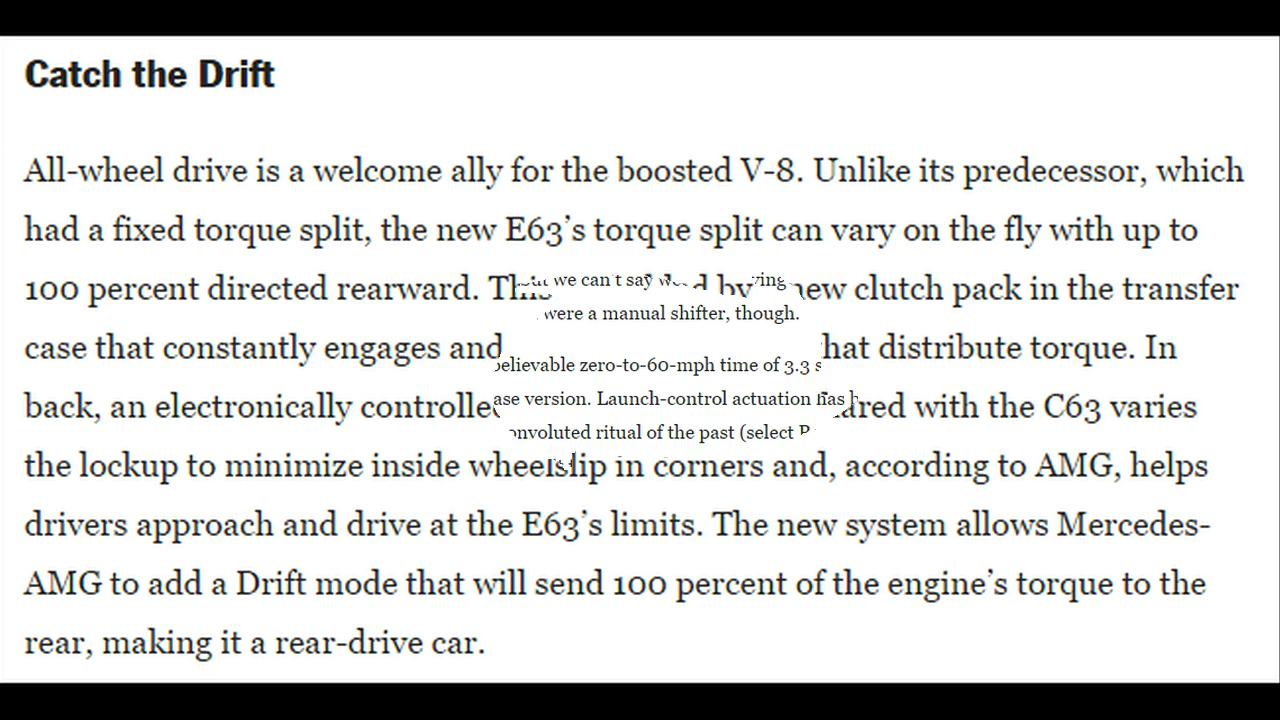 Catch the Drift
All-wheel drive is a welcome ally for the boosted V-8. Unlike its predecessor, which
had a fixed torque split, the new E63’s torque split can vary on the fly with up to
100 percent directed rearward. This by new clutch pack in the transfer
we can’t say
were a manual shifter, though.
case that constantly engages and that distribute torque. In
believable zero-to-60-mph time of 3.3
back, an electronically controlled with the C63 varies
version. Launch-control actuation has
convoluted ritual of the past (select
the lockup to minimize inside wheelslip in corners and, according to AMG, helps
drivers approach and drive at the E63’s limits. The new system allows Mercedes-
AMG to add a Drift mode that will send 100 percent of the engine’s torque to the
rear, making it a rear-drive car.